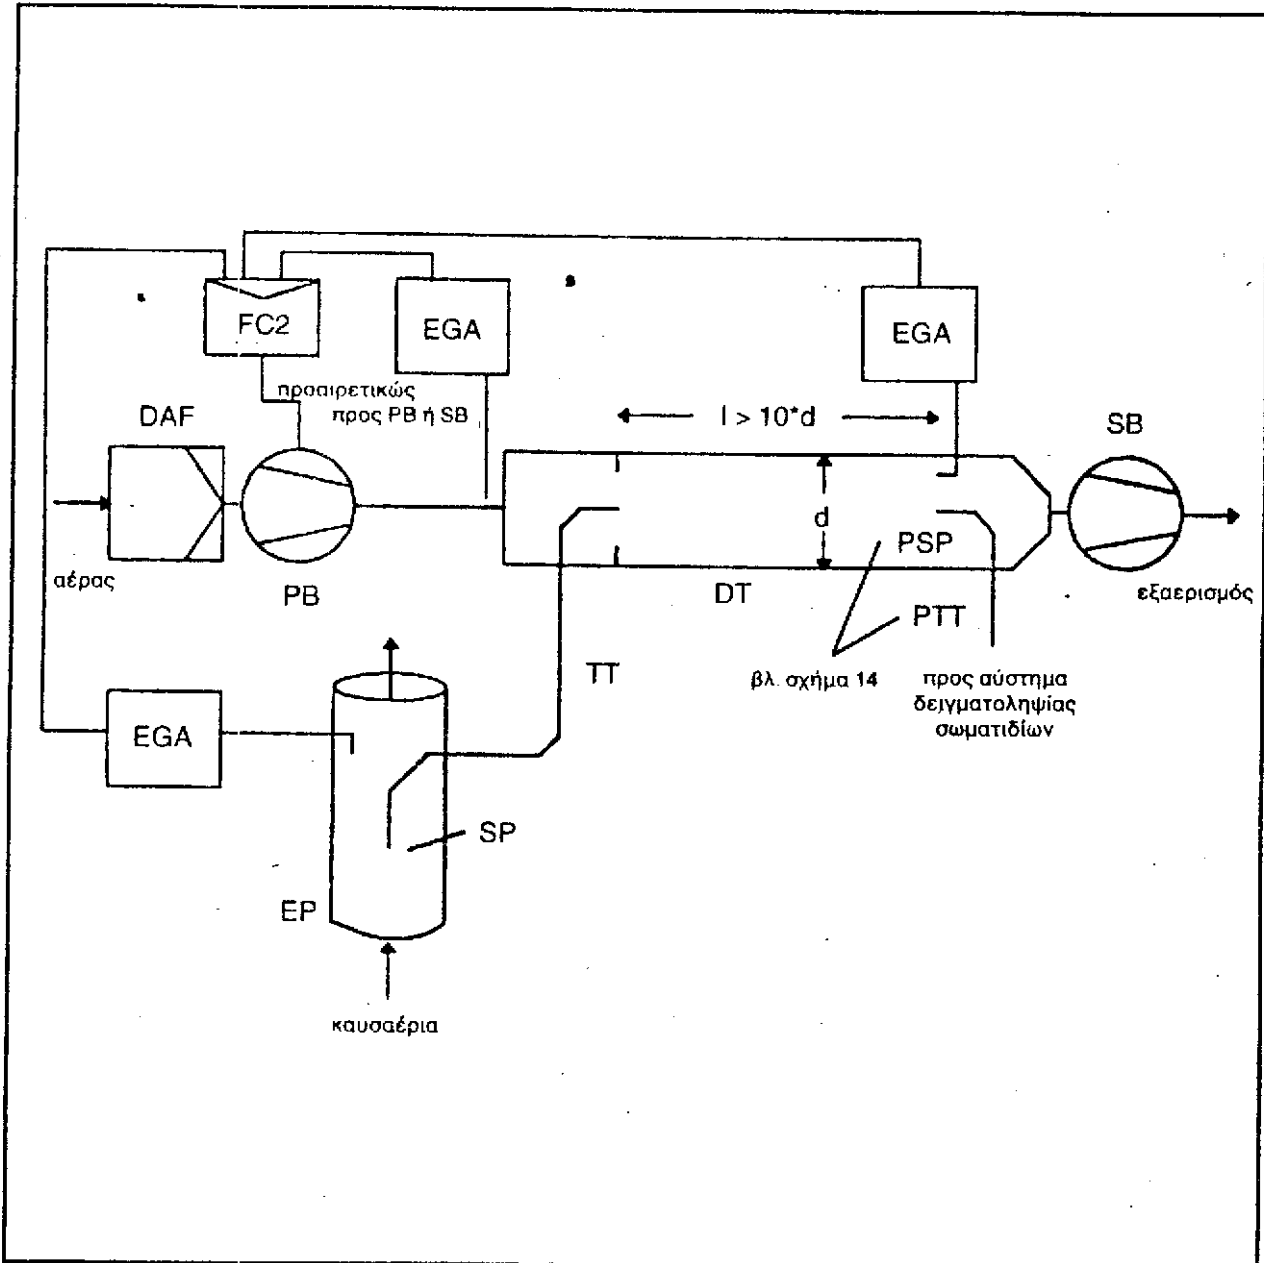 FC2
EGA
EGA
προαιρετικώς
προς PB ή SB
DAF
l > 10*d
SB
αέρας
PB
d
PSP
DT
PTT
εξαερισμός
TT
βλ. σχήμα 14
προς σύστημα
δειγματοληψίας
σωματιδίων
EGA
SP
EP
καυσαέρια